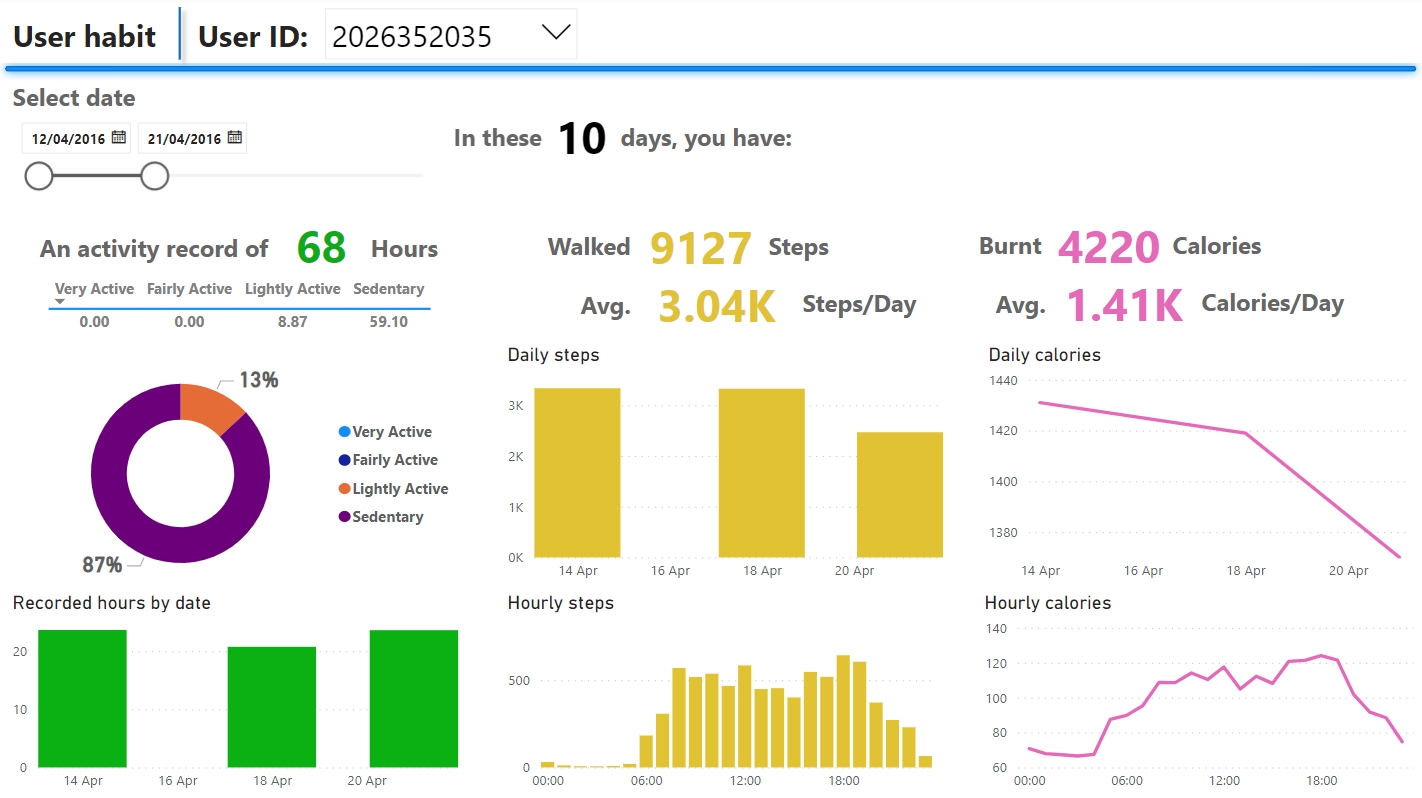 User habit User ID: 2026352035
Select date
12/04/2016 21/04/2016
In these 10 days, you have:
An activity record of 68 Hours
Very Active Fairly Active Lightly Active Sedentary
0.00 0.00 8.87 59.10
13%
87%
Very Active
Fairly Active
Lightly Active
Sedentary
Recorded hours by date
20
10
0
14 Apr 16 Apr 18 Apr 20 Apr
Walked 9127 Steps
Avg. 3.04K Steps/Day
Daily steps
3K
2K
1K
0K
14 Apr 16 Apr 18 Apr 20 Apr
Hourly steps
500
0
00:00 06:00 12:00 18:00
Burnt 4220 Calories
Avg. 1.41K Calories/Day
Daily calories
1440
1420
1400
1380
14 Apr 16 Apr 18 Apr 20 Apr
Hourly calories
140
120
100
80
60
00:00 06:00 12:00 18:00